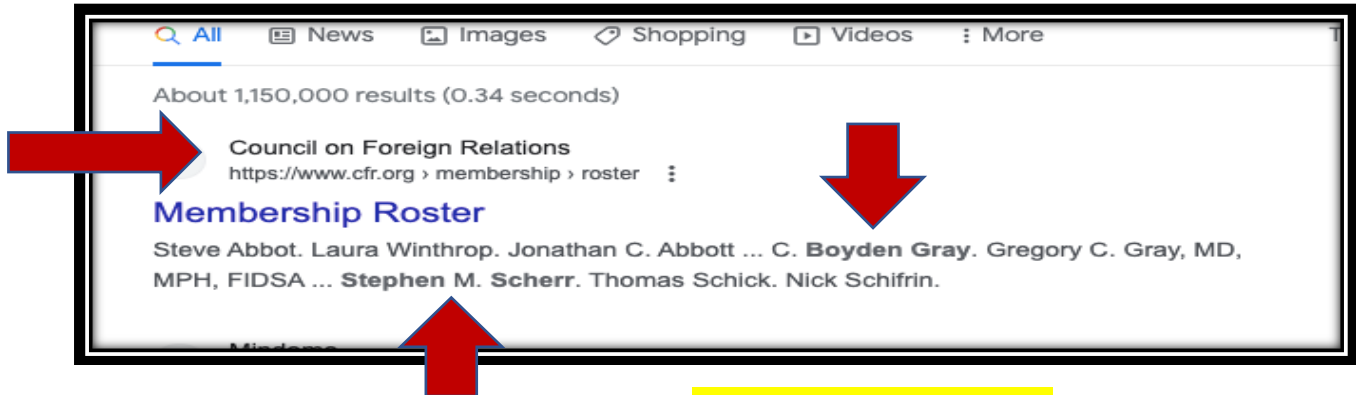 All News Images Shopping Videos More T
About 1,150,000 results (0.34 seconds)
Council on Foreign Relations
https://www.cfr.org › membership › roster
Membership Roster
Steve Abbot. Laura Winthrop. Jonathan C. Abbott ... C. Boyden Gray. Gregory C. Gray, MD,
MPH, FIDSA ... Stephen M. Scherr. Thomas Schick. Nick Schifrin.